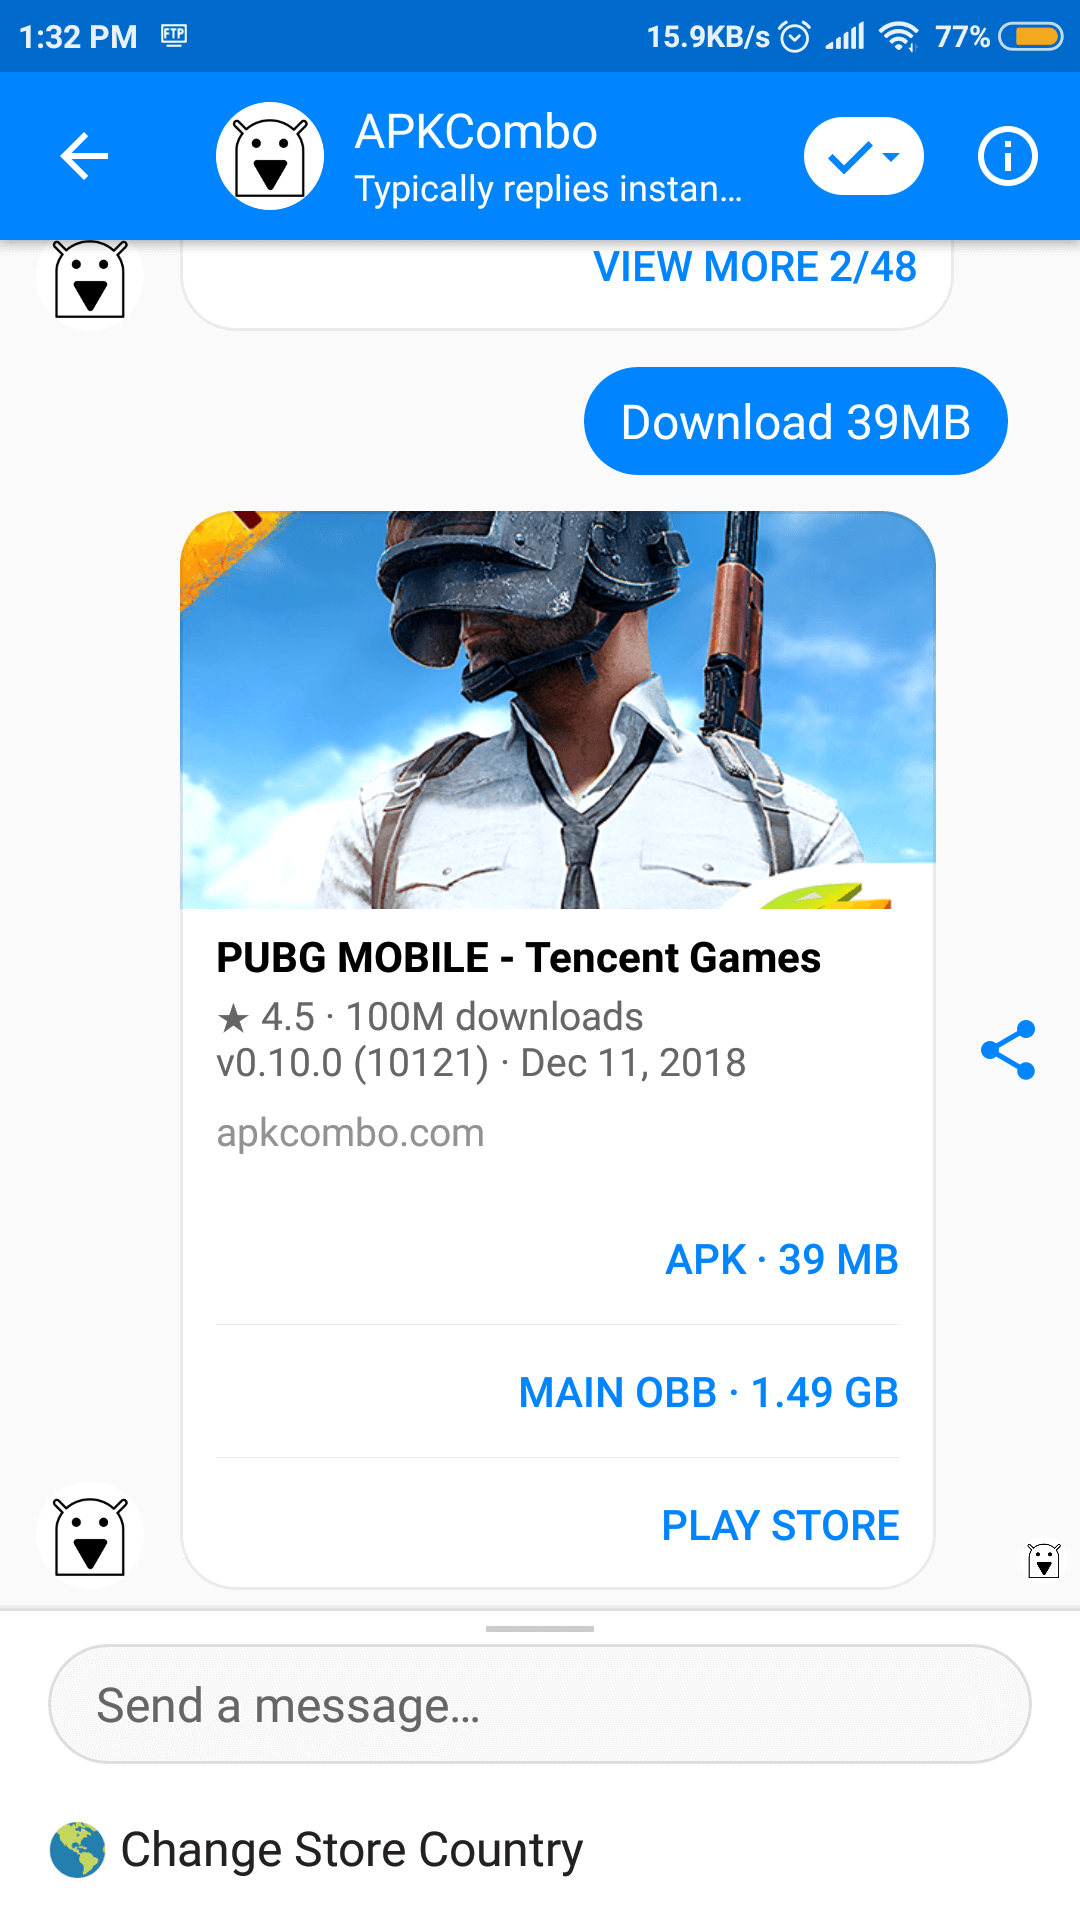 1:32 PM FTP 15.9KB/s 77%
APKCombo
Typically replies instan...
VIEW MORE 2/48
Download 39MB
PUBG MOBILE - Tencent Games
★ 4.5 · 100M downloads
v0.10.0 (10121) · Dec 11, 2018
apkcombo.com
APK · 39 MB
MAIN OBB · 1.49 GB
PLAY STORE
Send a message...
Change Store Country